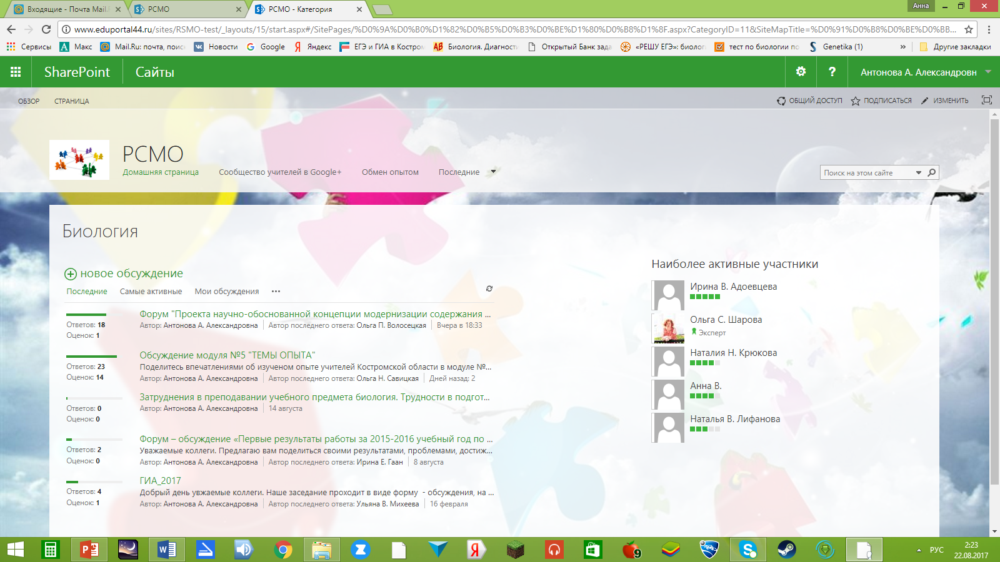 Входящие - Почта Mail.R
РСМО
РСМО - Категория
Анна
www.eduportal44.ru/sites/RSMO-test/_layouts/15/start.aspx#/SitePages/%D0%9A%D0%B0%D1%82%D0%B5%D0%B3%D0%BE%D1%80%D0%B8%D1%8F.aspx?CategoryID=11&SiteMapTitle=%D0%91%D0%B8%D0%BE%D0%BB...
Сервисы
Макс
Mail.Ru: почта, поиск
Новости
Google
Яндекс
ЕГЭ и ГИА в Костром
Биология. Диагности
Открытый Банк зада
«РЕШУ ЕГЭ»: биолог
тест по биологии по
Genetika (1)
»
Другие закладки
SharePoint
Сайты
?
Антонова А. Александровн
ОБЗОР
СТРАНИЦА
ОБЩИЙ ДОСТУП
ПОДПИСАТЬСЯ
ИЗМЕНИТЬ
РСМО
Домашняя страница
Сообщество учителей в Google+
Обмен опытом
Последние
Поиск на этом сайте
Биология
новое обсуждение
Последние
Самые активные
Мои обсуждения
...
Форум "Проекта научно-обоснованной концепции модернизации содержания ...
Ответов: 18
Автор: Антонова А. Александровна | Автор последнего ответа: Ольга П. Волосецкая | Вчера в 18:33
Оценок: 1
Обсуждение модуля №5 "ТЕМЫ ОПЫТА"
Ответов: 23
Поделитесь впечатлениями об изученом опыте учителей Костромской области в модуле №...
Оценок: 14
Автор: Антонова А. Александровна | Автор последнего ответа: Ольга Н. Савицкая | Дней назад: 2
Затруднения в преподавании учебного предмета биология. Трудности в подгот...
Ответов: 0
Автор: Антонова А. Александровна | 14 августа
Оценок: 0
Форум – обсуждение «Первые результаты работы за 2015-2016 учебный год по ...
Ответов: 2
Уважаемые коллеги. Предлагаю вам поделиться своими результатами, проблемами, достиж...
Оценок: 0
Автор: Антонова А. Александровна | Автор последнего ответа: Ирина Е. Гаан | 8 августа
ГИА_2017
Ответов: 4
Добрый день увжаемые коллеги. Наше заседание проходит в виде форму - обсуждения, на ...
Оценок: 1
Автор: Антонова А. Александровна | Автор последнего ответа: Ульяна В. Михеева | 16 февраля
Наиболее активные участники
Ирина В. Адоевцева
Ольга С. Шарова
Эксперт
Наталия Н. Крюкова
Анна В.
Наталья В. Лифанова
РУС
2:23
22.08.2017